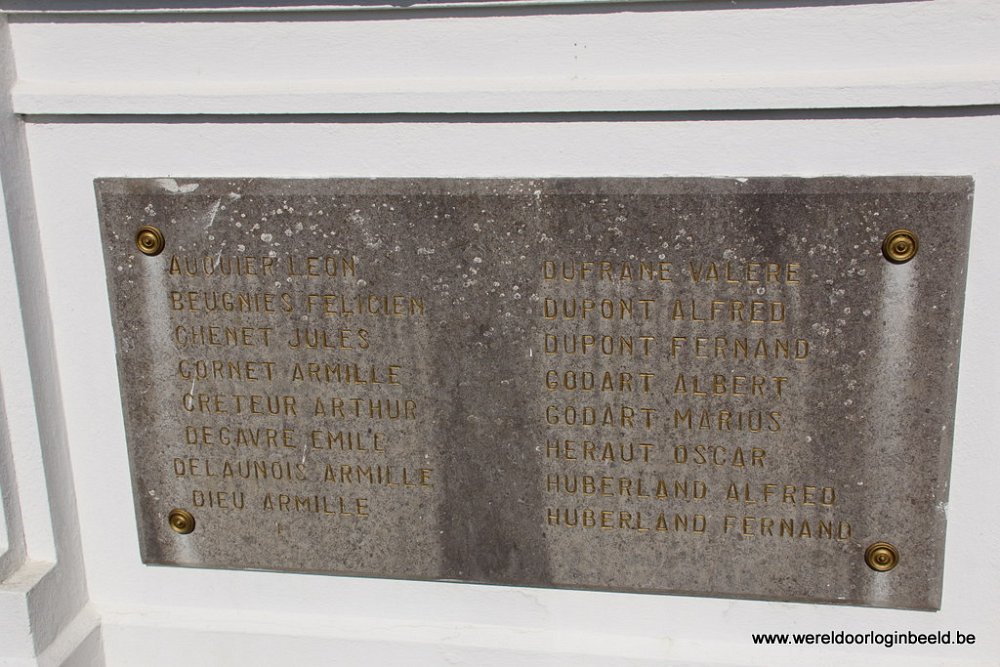 AUQUIER LEON
BEUGNIES FELICIEN
CHENET JULES
CORNET ARMILLE
CRETEUR ARTHUR
DEGAVRE EMILE
DELAUNOIS ARMILLE
DIEU ARMILLE
DUFRANE VALERE
DUPONT ALFRED
DUPONT FERNAND
GODART ALBERT
GODART MARIUS
HERAUT OSCAR
HUBERLAND ALFRED
HUBERLAND FERNAND
www.wereldoorloginbeeld.be